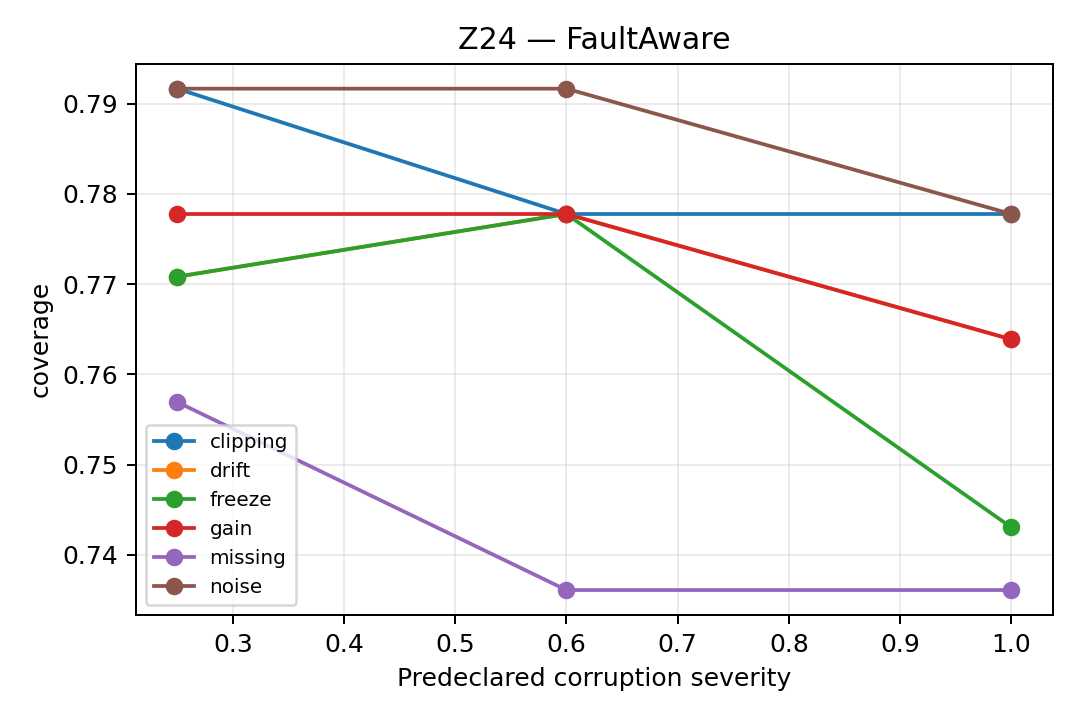 Z24 — FaultAware
coverage
0.79
0.78
0.77
0.76
0.75
0.74
clipping
drift
freeze
gain
missing
noise
0.3 0.4 0.5 0.6 0.7 0.8 0.9 1.0
Predeclared corruption severity